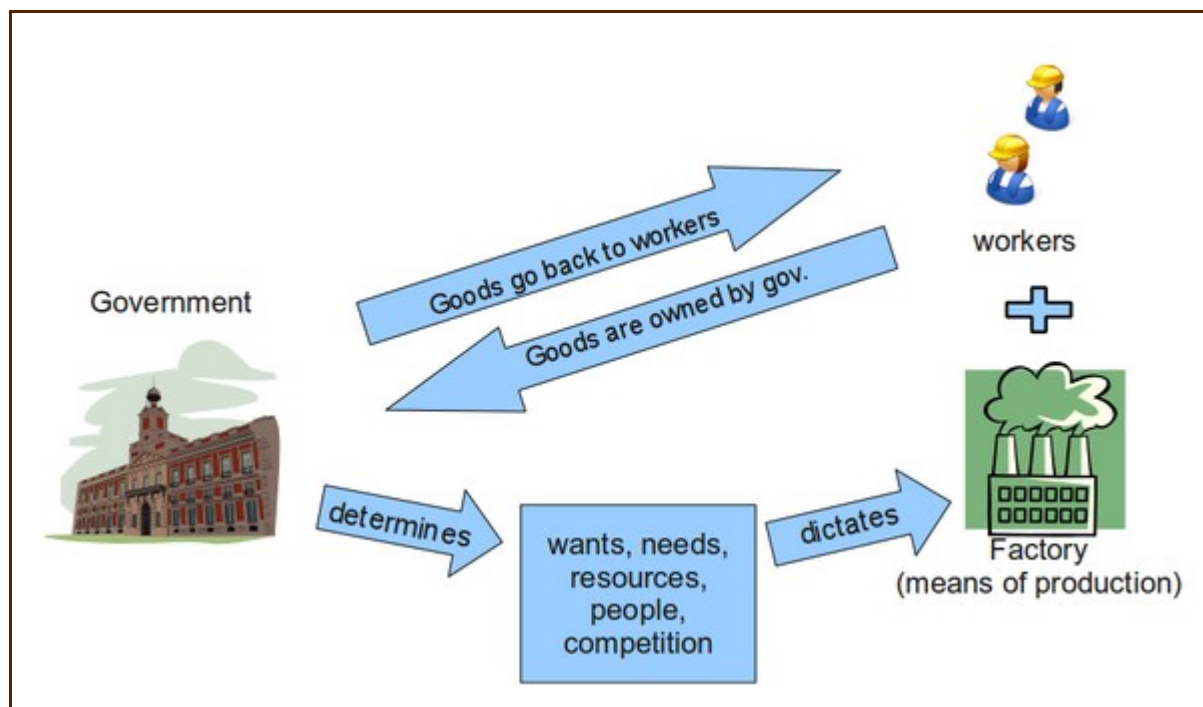 workers
Goods go back to workers
Goods are owned by gov.
Government
determines
wants, needs,
resources,
people,
competition
dictates
Factory
(means of production)